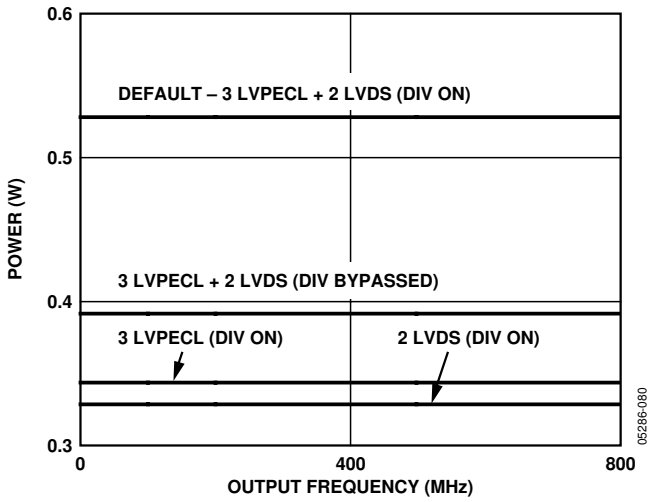 0.6
DEFAULT – 3 LVPECL + 2 LVDS (DIV ON)
0.5
POWER (W)
3 LVPECL + 2 LVDS (DIV BYPASSED)
0.4
3 LVPECL (DIV ON)
2 LVDS (DIV ON)
0.3
0
400
800
OUTPUT FREQUENCY (MHz)
05286-080